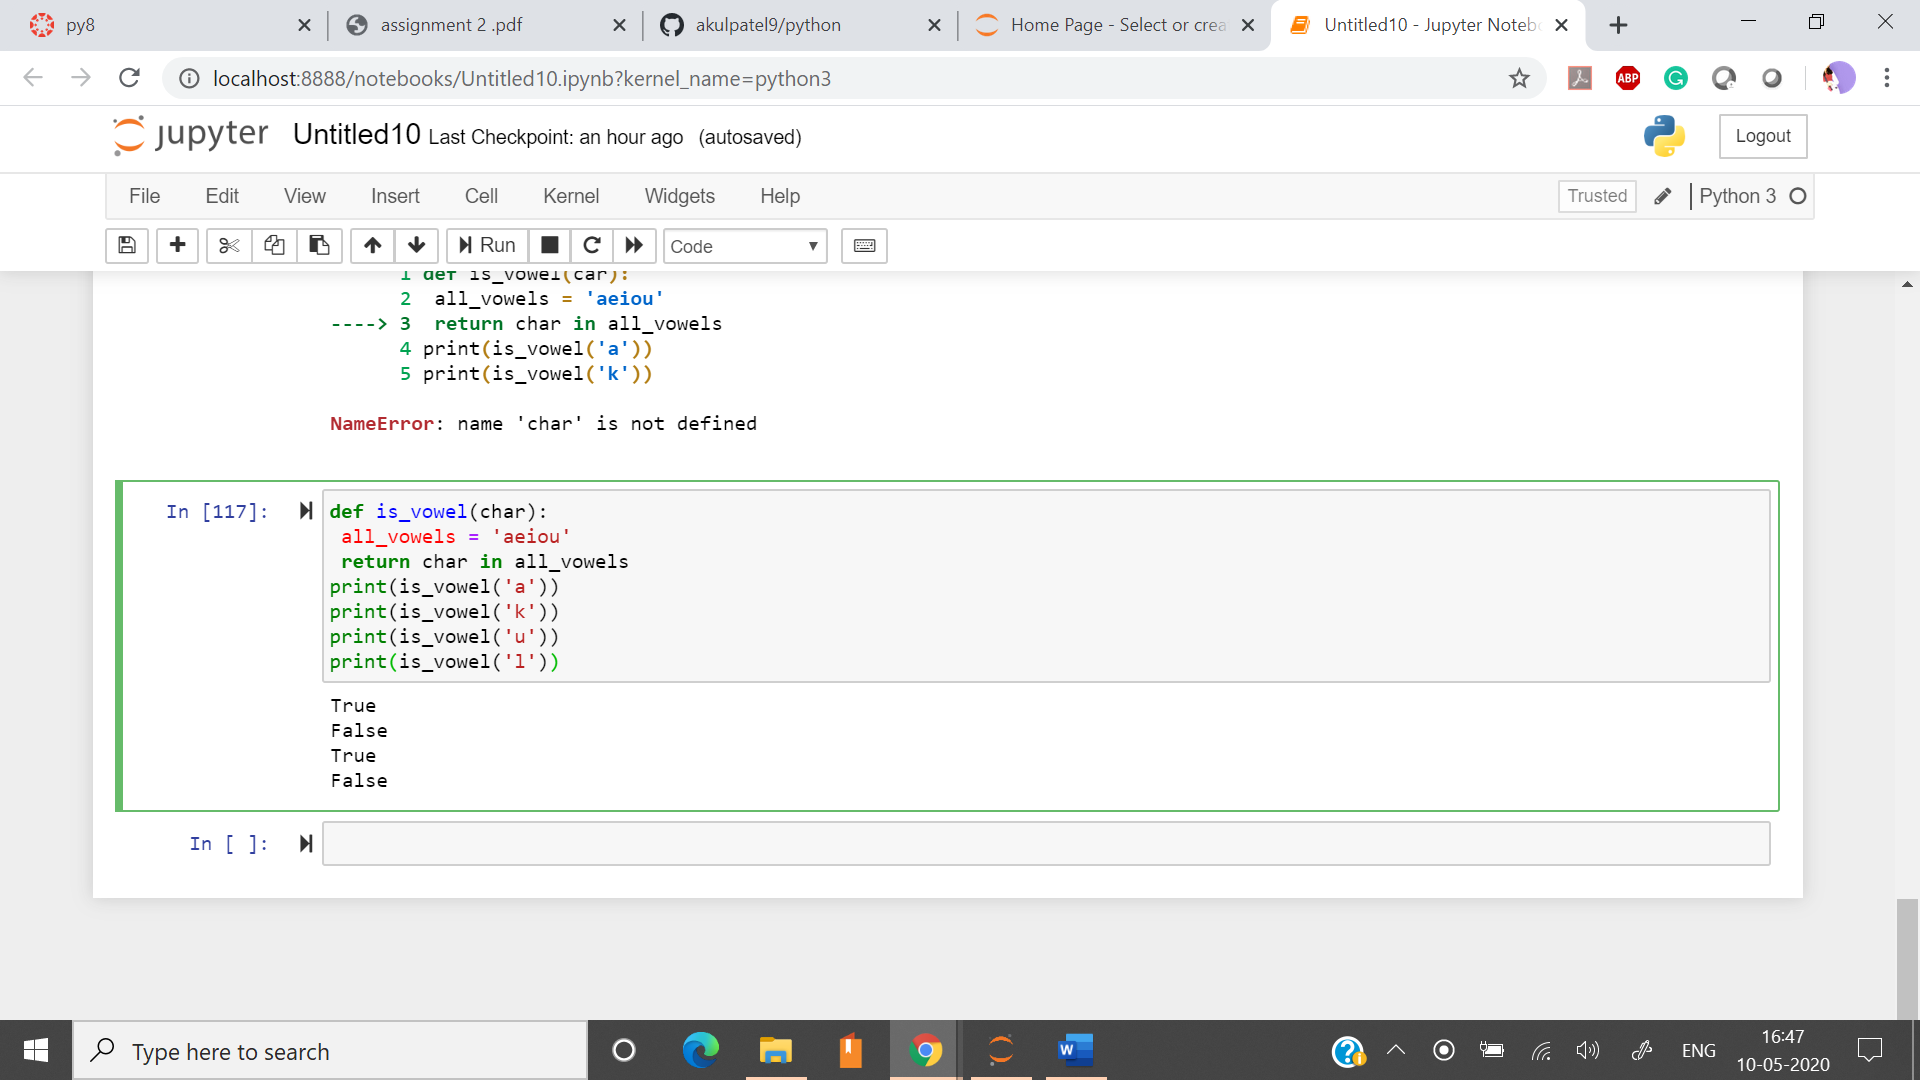 py8
assignment 2 .pdf
akulpatel9/python
Home Page - Select or crea
Untitled10 - Jupyter Noteb
localhost:8888/notebooks/Untitled10.ipynb?kernel_name=python3
ABP
jupyter Untitled10 Last Checkpoint: an hour ago (autosaved)
Logout
File Edit View Insert Cell Kernel Widgets Help
Trusted
Python 3
Run
Code
1 def is_vowel(car):
2 all_vowels = 'aeiou'
----> 3 return char in all_vowels
4 print(is_vowel('a'))
5 print(is_vowel('k'))
NameError: name 'char' is not defined
In [117]:
def is_vowel(char):
all_vowels = 'aeiou'
return char in all_vowels
print(is_vowel('a'))
print(is_vowel('k'))
print(is_vowel('u'))
print(is_vowel('l'))
True
False
True
False
In [ ]:
Type here to search
ENG
16:47
10-05-2020